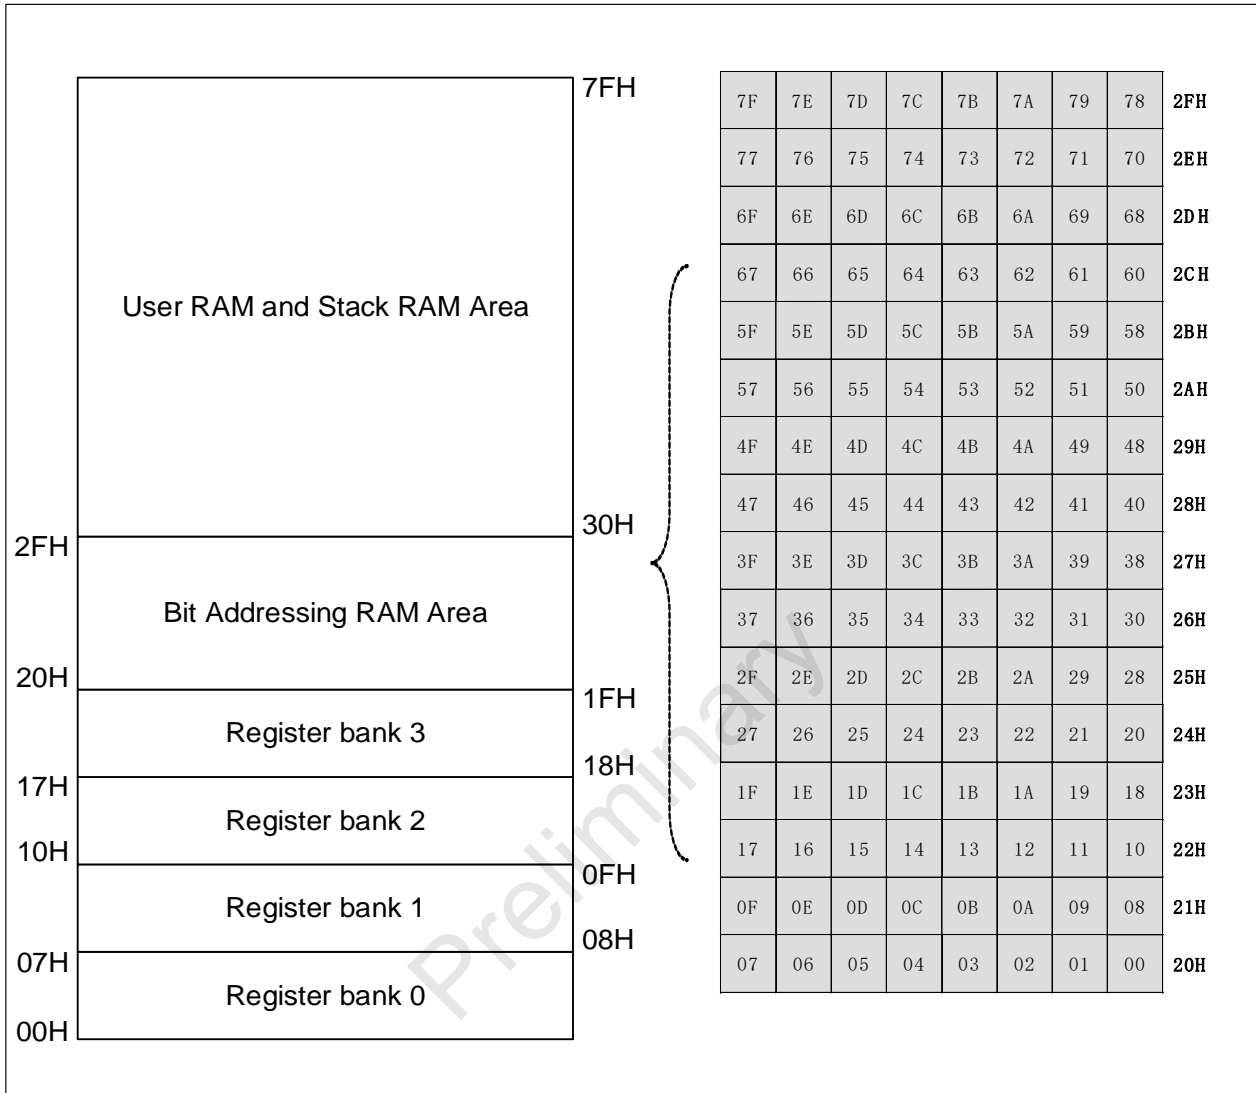 7FH
User RAM and Stack RAM Area
30H
2FH
Bit Addressing RAM Area
20H
1FH
Register bank 3
18H
17H
Register bank 2
10H
0FH
Register bank 1
08H
07H
Register bank 0
00H
7F 7E 7D 7C 7B 7A 79 78 2FH
77 76 75 74 73 72 71 70 2EH
6F 6E 6D 6C 6B 6A 69 68 2DH
67 66 65 64 63 62 61 60 2CH
5F 5E 5D 5C 5B 5A 59 58 2BH
57 56 55 54 53 52 51 50 2AH
4F 4E 4D 4C 4B 4A 49 48 29H
47 46 45 44 43 42 41 40 28H
3F 3E 3D 3C 3B 3A 39 38 27H
37 36 35 34 33 32 31 30 26H
2F 2E 2D 2C 2B 2A 29 28 25H
27 26 25 24 23 22 21 20 24H
1F 1E 1D 1C 1B 1A 19 18 23H
17 16 15 14 13 12 11 10 22H
0F 0E 0D 0C 0B 0A 09 08 21H
07 06 05 04 03 02 01 00 20H
Preliminary